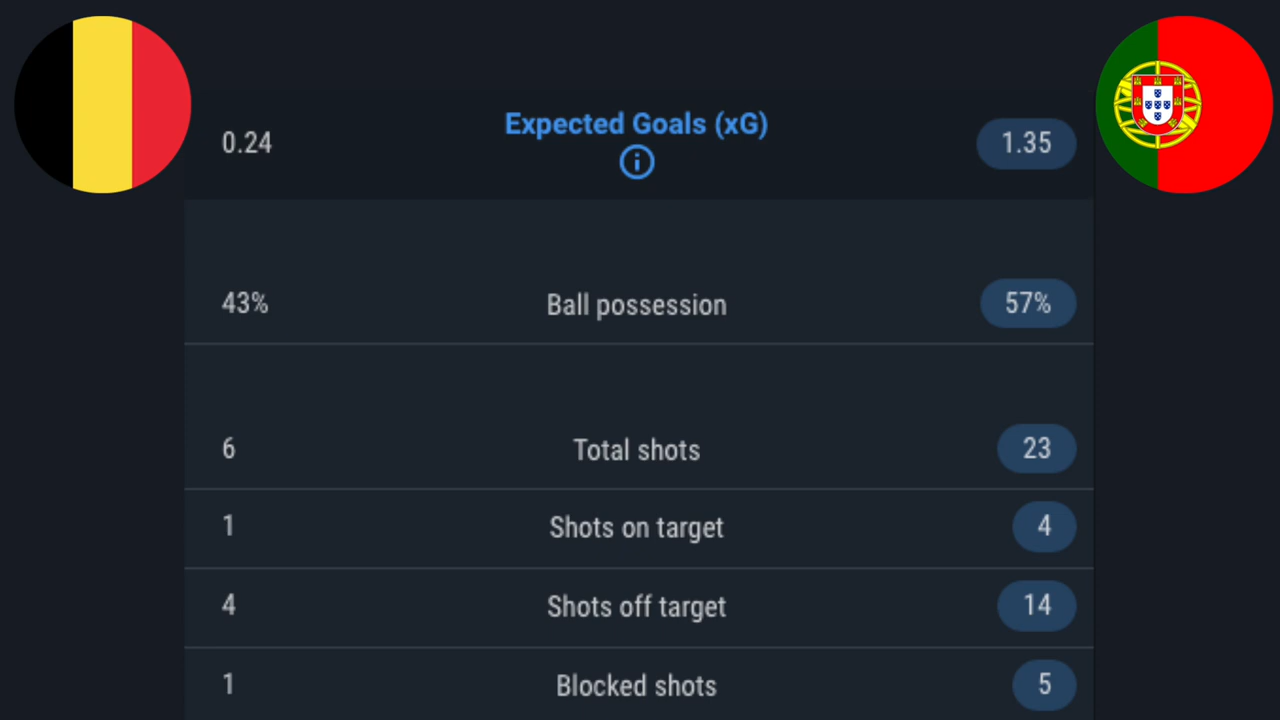 0.24 Expected Goals (xG) 1.35
43% Ball possession 57%
6 Total shots 23
1 Shots on target 4
4 Shots off target 14
1 Blocked shots 5